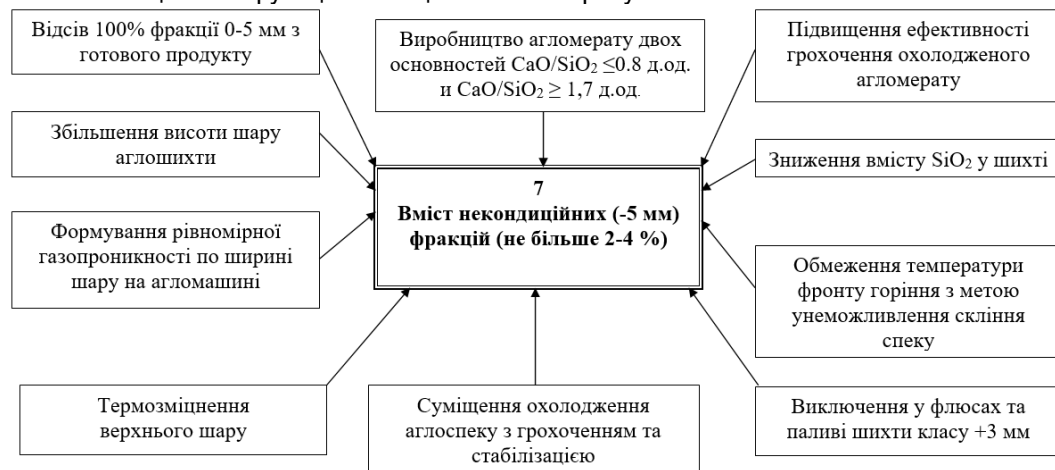 Відсів 100% фракції 0-5 мм з
готового продукту
Виробництво агломерату двох
основностей CaO/SiO₂ ≤0.8 д.од.
и CaO/SiO₂ ≥ 1,7 д.од.
Підвищення ефективності
грохочення охолодженого
агломерату
Збільшення висоти шару
аглошихти
Зниження вмісту SiO₂ у шихті
7
Вміст некондиційних (-5 мм)
фракцій (не більше 2-4 %)
Формування рівномірної
газопроникності по ширині
шару на агломашині
Обмеження температури
фронту горіння з метою
унеможливлення скління
спеку
Термозміцнення
верхнього шару
Суміщення охолодження
аглоспеку з грохоченням та
стабілізацією
Виключення у флюсах та
паливі шихти класу +3 мм